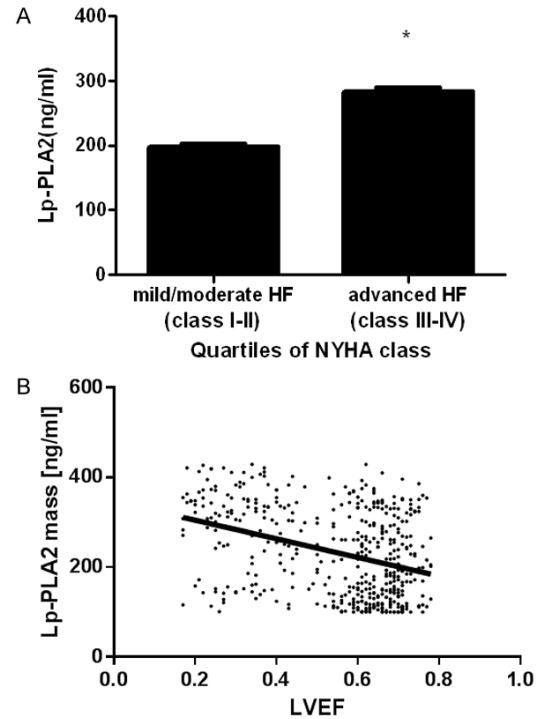 A
Lp-PLA2(ng/ml)
400
300
200
100
0
*
mild/moderate HF
(class I-II)
advanced HF
(class III-IV)
Quartiles of NYHA class
B
Lp-PLA2 mass [ng/ml]
600
400
200
0
0.0 0.2 0.4 0.6 0.8 1.0
LVEF